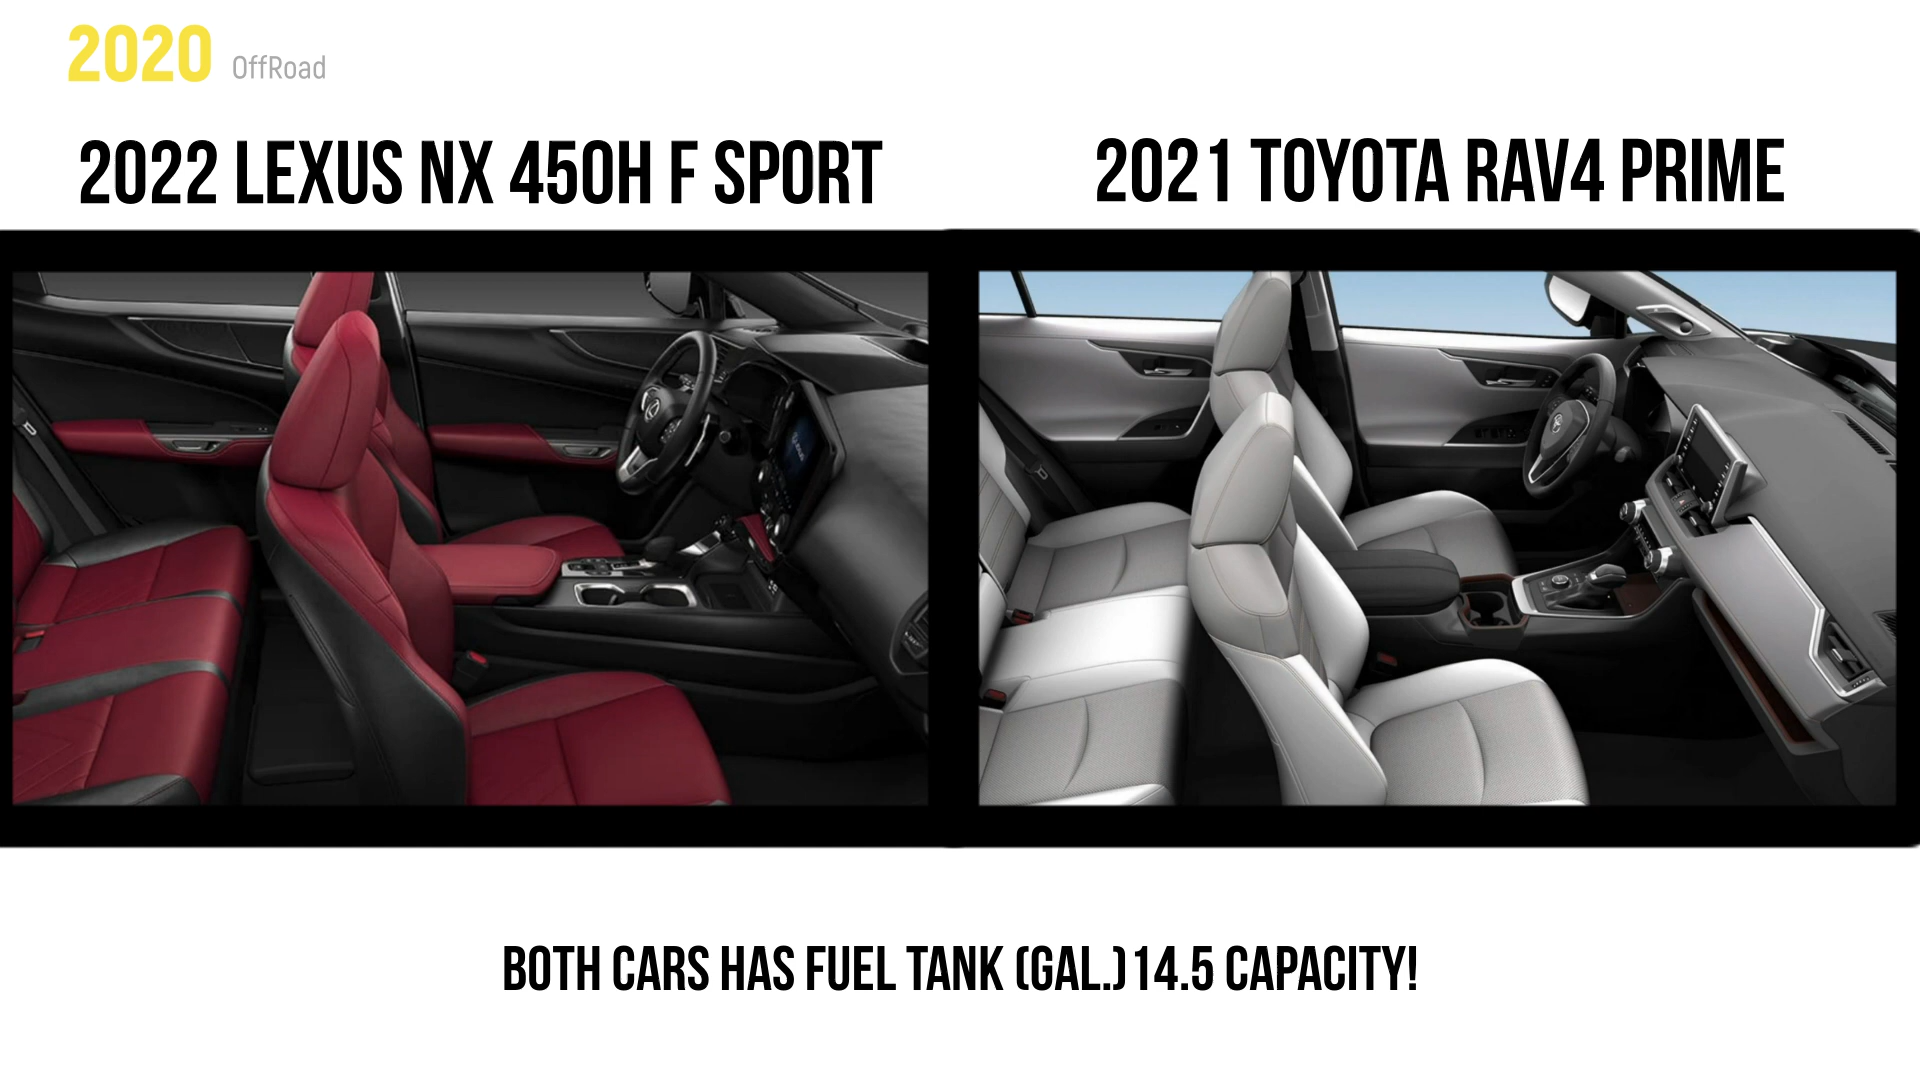 2020 OffRoad
2022 LEXUS NX 450H F SPORT
2021 TOYOTA RAV4 PRIME
BOTH CARS HAS FUEL TANK (GAL.)14.5 CAPACITY!